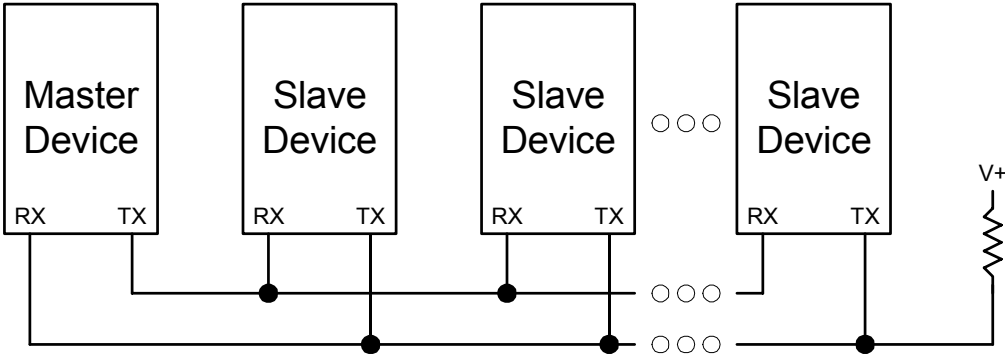 Master
Device
Slave
Device
Slave
Device
Slave
Device
V+
RX TX
RX TX
RX TX
RX TX